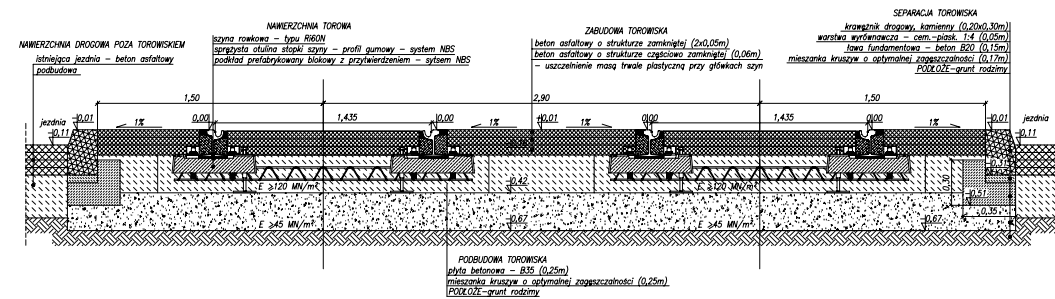 SEPARACJA TOROWISKA
krawężnik drogowy, kamienny (0,20x0,30m)
warstwa wyrównawcza - cem.-piask. 1:4 (0,05m)
ława fundamentowa - beton B20 (0,15m)
mieszanka kruszyw o optymalnej zagęszczalności (0,17m)
PODŁOŻE-grunt rodzimy
NAWIERZCHNIA TOROWA
szyna rowkowa - typu Ri60N
sprężysta otulina stopki szyny - profil gumowy - system NBS
podkład prefabrykowany blokowy z przytwierdzeniem - sytsem NBS
ZABUDOWA TOROWISKA
beton asfaltowy o strukturze zamkniętej (2x0,05m)
beton asfaltowy o strukturze częściowo zamkniętej (0,06m)
- uszczelnienie masą trwale plastyczną przy główkach szyn
NAWIERZCHNIA DROGOWA POZA TOROWISKIEM
istniejąca jezdnia - beton asfaltowy
podbudowa
1,50
2,90
1,50
jezdnia
-0,11
-0,01
1%
0,00
1,435
0,00
1%
-0,01
1%
0,00
1,435
0,00
1%
-0,01
jezdnia
-0,11
E ≥120 MN/m²
-0,42
E ≥120 MN/m²
0,30
-0,51
0,35
E ≥45 MN/m²
-0,67
E ≥45 MN/m²
-0,67
PODBUDOWA TOROWISKA
płyta betonowa - B35 (0,25m)
mieszanka kruszyw o optymalnej zagęszczalności (0,25m)
PODŁOŻE-grunt rodzimy